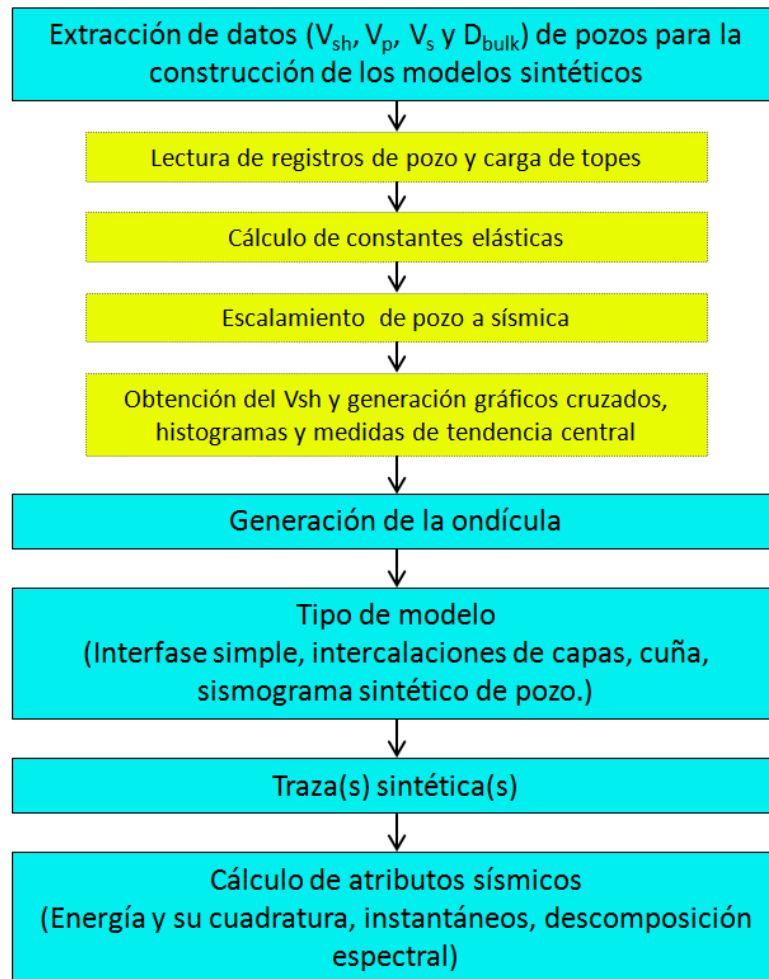 Extracción de datos (Vsh, Vp, Vs y Dbulk) de pozos para la
construcción de los modelos sintéticos
Lectura de registros de pozo y carga de topes
Cálculo de constantes elásticas
Escalamiento de pozo a sísmica
Obtención del Vsh y generación gráficos cruzados,
histogramas y medidas de tendencia central
Generación de la ondícula
Tipo de modelo
(Interfase simple, intercalaciones de capas, cuña,
sismograma sintético de pozo.)
Traza(s) sintética(s)
Cálculo de atributos sísmicos
(Energía y su cuadratura, instantáneos, descomposición
espectral)